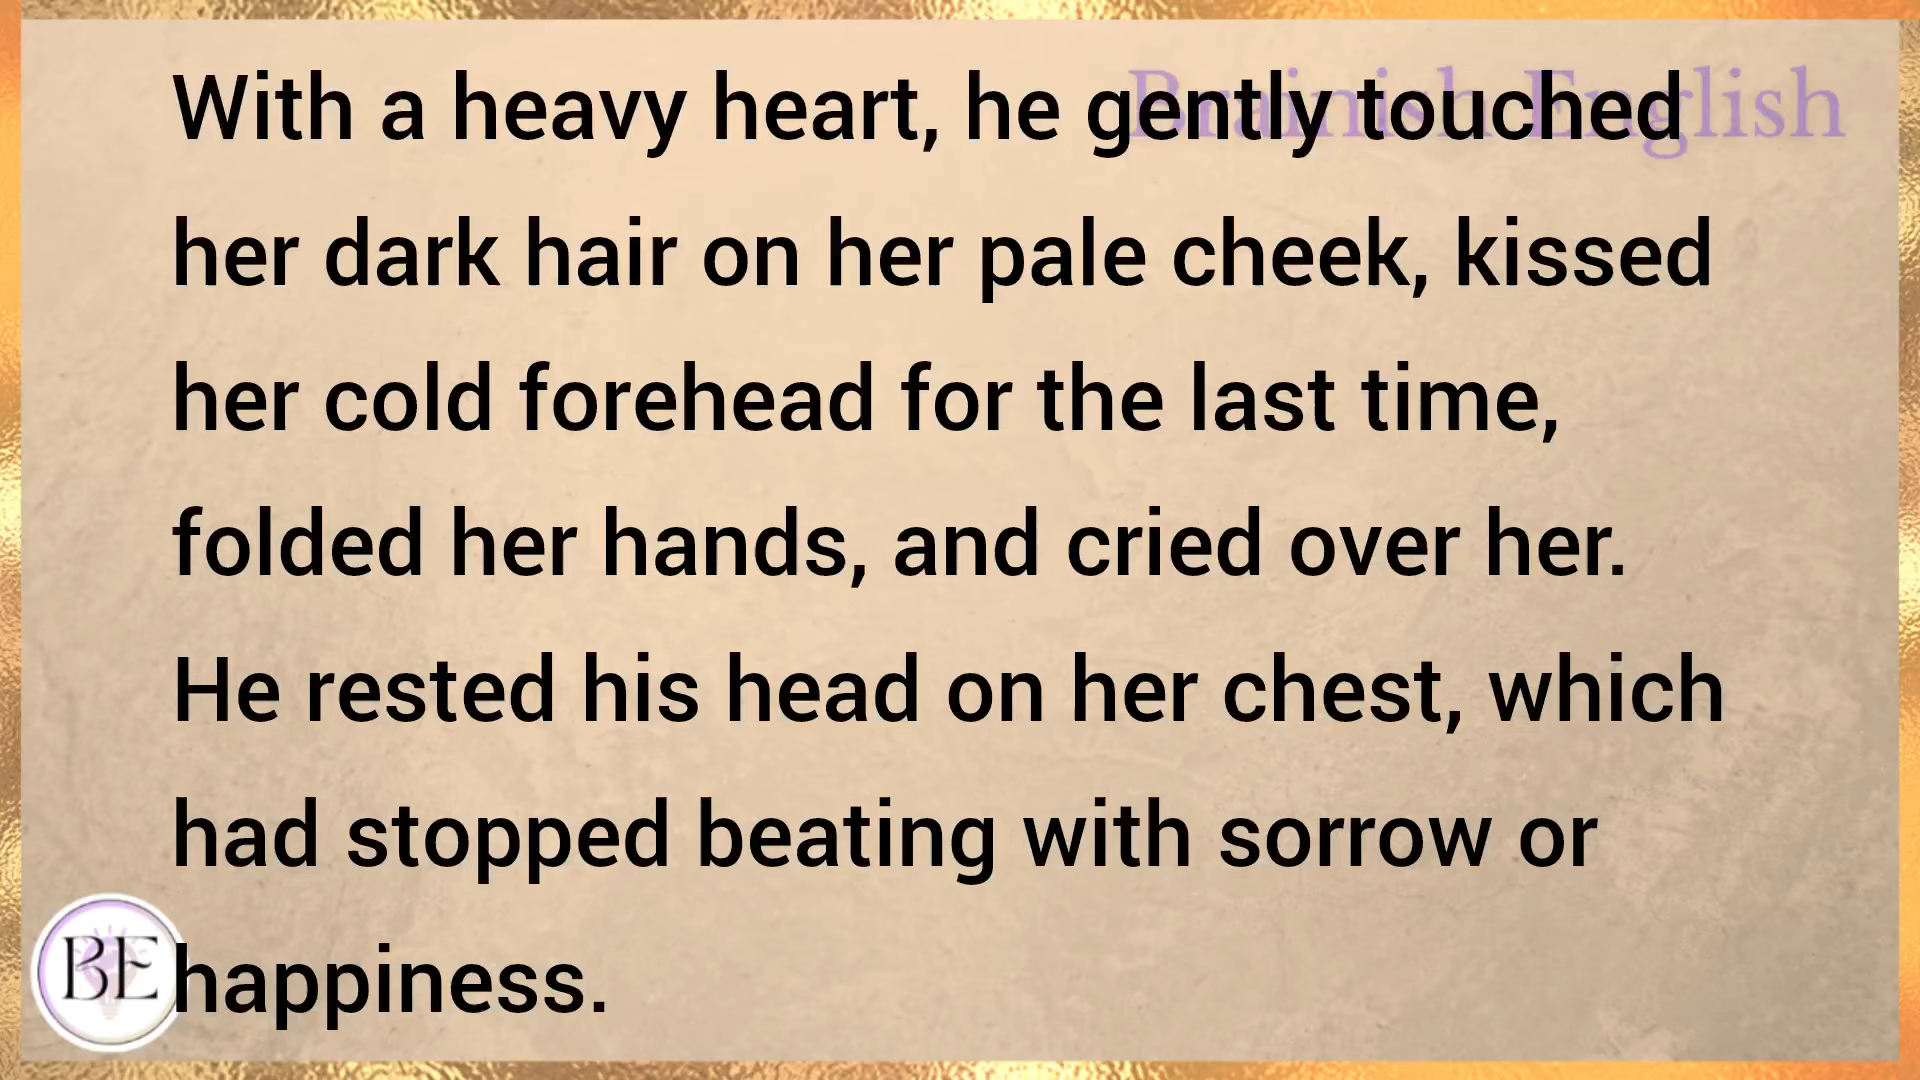 Brainish English
With a heavy heart, he gently touched
her dark hair on her pale cheek, kissed
her cold forehead for the last time,
folded her hands, and cried over her.
He rested his head on her chest, which
had stopped beating with sorrow or
happiness.
BE